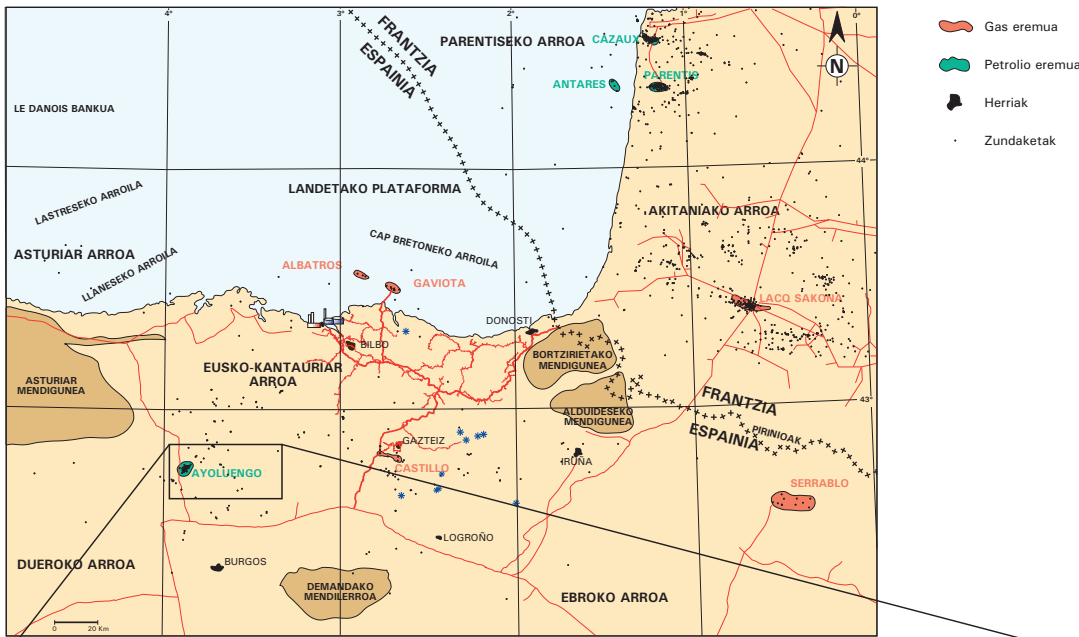 4°
3°
2°
1°
0°
FRANTZIA
ESPAINIA
PARENTISEKO ARROA
CAZAUX
ANTARES
PARENTIS
N
Gas eremua
Petrolio eremua
Herriak
Zundaketak
LE DANOIS BANKUA
44°
LANDETAKO PLATAFORMA
LASTRESEKO ARROILA
AKITANIAKO ARROA
CAP BRETONEKO ARROILA
ASTURIAR ARROA
LLANESEKO ARROILA
ALBATROS
GAVIOTA
LACQ SAKONA
DONOSTI
BILBO
BORTZIRIETAKO
MENDIGUNEA
EUSKO-KANTAURIAR
ARROA
ASTURIAR
MENDIGUNEA
43°
ALDUIDESEKO
MENDIGUNEA
FRANTZIA
ESPAINIA
PIRINIOAK
GAZTEIZ
CASTILLO
IRUÑA
AYOLUENGO
SERRABLO
LOGROÑO
DUEROKO ARROA
BURGOS
DEMANDAKO
MENDILERROA
EBROKO ARROA
0 20 Km